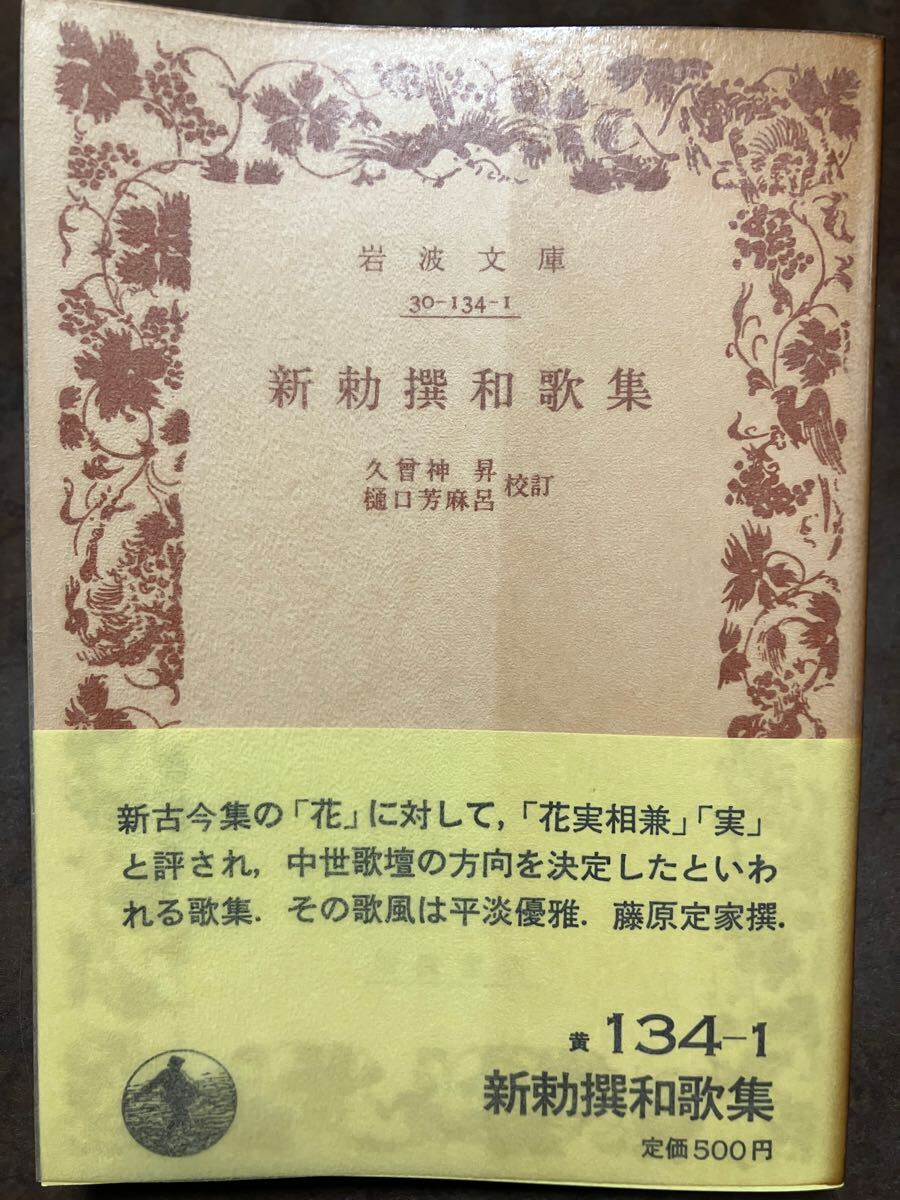 岩波文庫
30-134-1
新勅撰和歌集
久曾神昇
樋口芳麻呂 校訂
新古今集の「花」に対して,「花実相兼」「実」
と評され, 中世歌壇の方向を決定したといわ
れる歌集. その歌風は平淡優雅. 藤原定家撰.
黄 134-1
新勅撰和歌集
定価500円